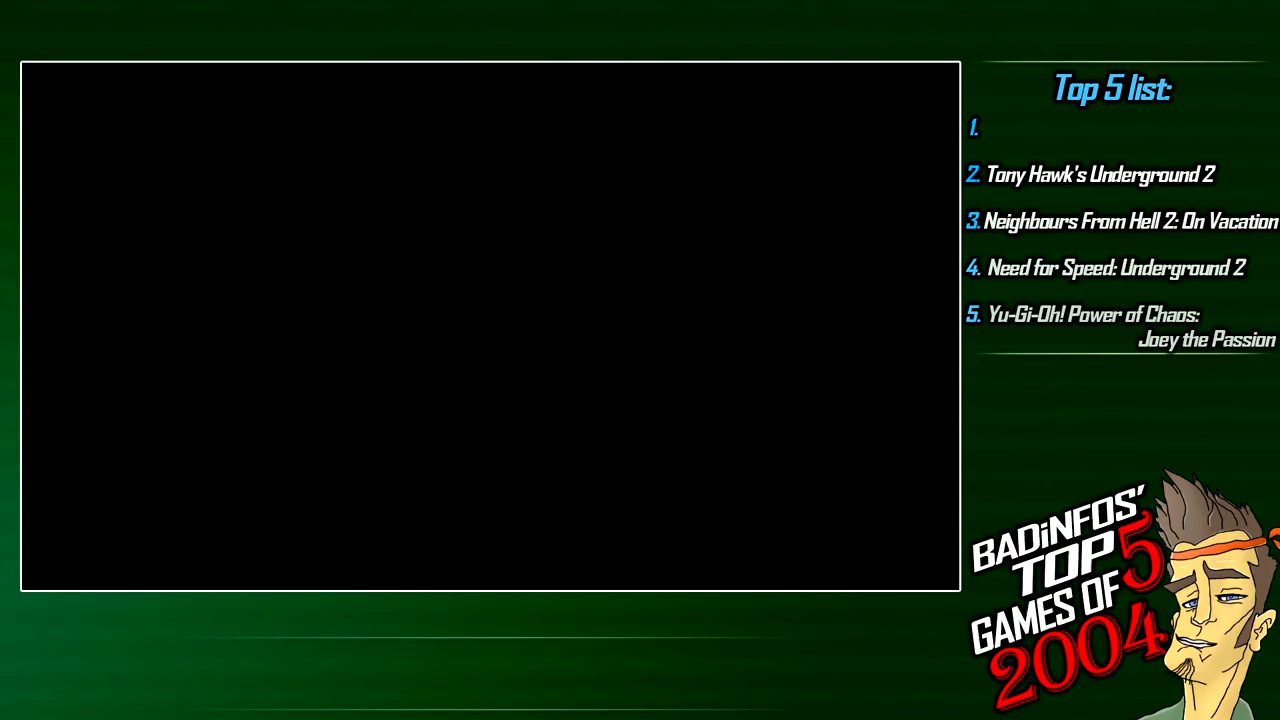 Top 5 list:
1.
2. Tony Hawk's Underground 2
3. Neighbours From Hell 2: On Vacation
4. Need for Speed: Underground 2
5. Yu-Gi-Oh! Power of Chaos:
Joey the Passion
BADiNFOS'
TOP 5
GAMES OF
2004